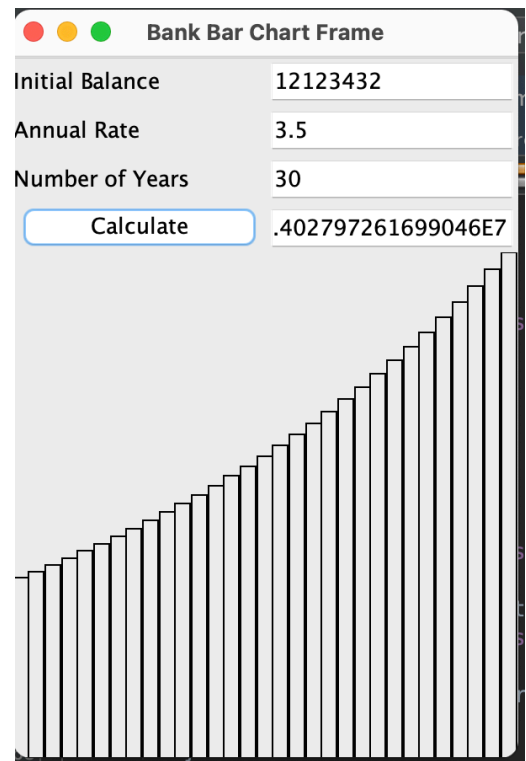 Bank Bar Chart Frame
Initial Balance 12123432
Annual Rate 3.5
Number of Years 30
Calculate .402797261699046E7